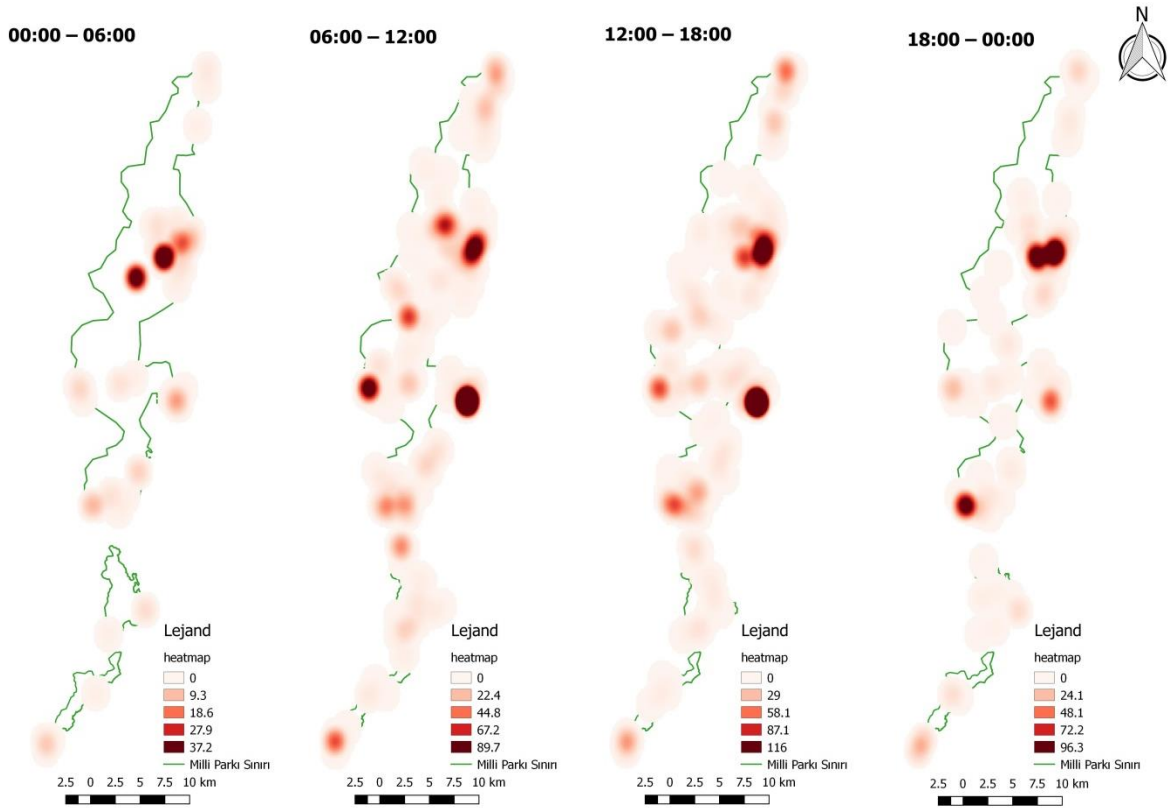 N
00:00 – 06:00
06:00 – 12:00
12:00 – 18:00
18:00 – 00:00
Lejand
heatmap
0
9.3
18.6
27.9
37.2
Milli Parkı Sınırı
2.5 0 2.5 5 7.5 10 km
Lejand
heatmap
0
22.4
44.8
67.2
89.7
Milli Parkı Sınırı
2.5 0 2.5 5 7.5 10 km
Lejand
heatmap
0
29
58.1
87.1
116
Milli Parkı Sınırı
2.5 0 2.5 5 7.5 10 km
Lejand
heatmap
0
24.1
48.1
72.2
96.3
Milli Parkı Sınırı
2.5 0 2.5 5 7.5 10 km